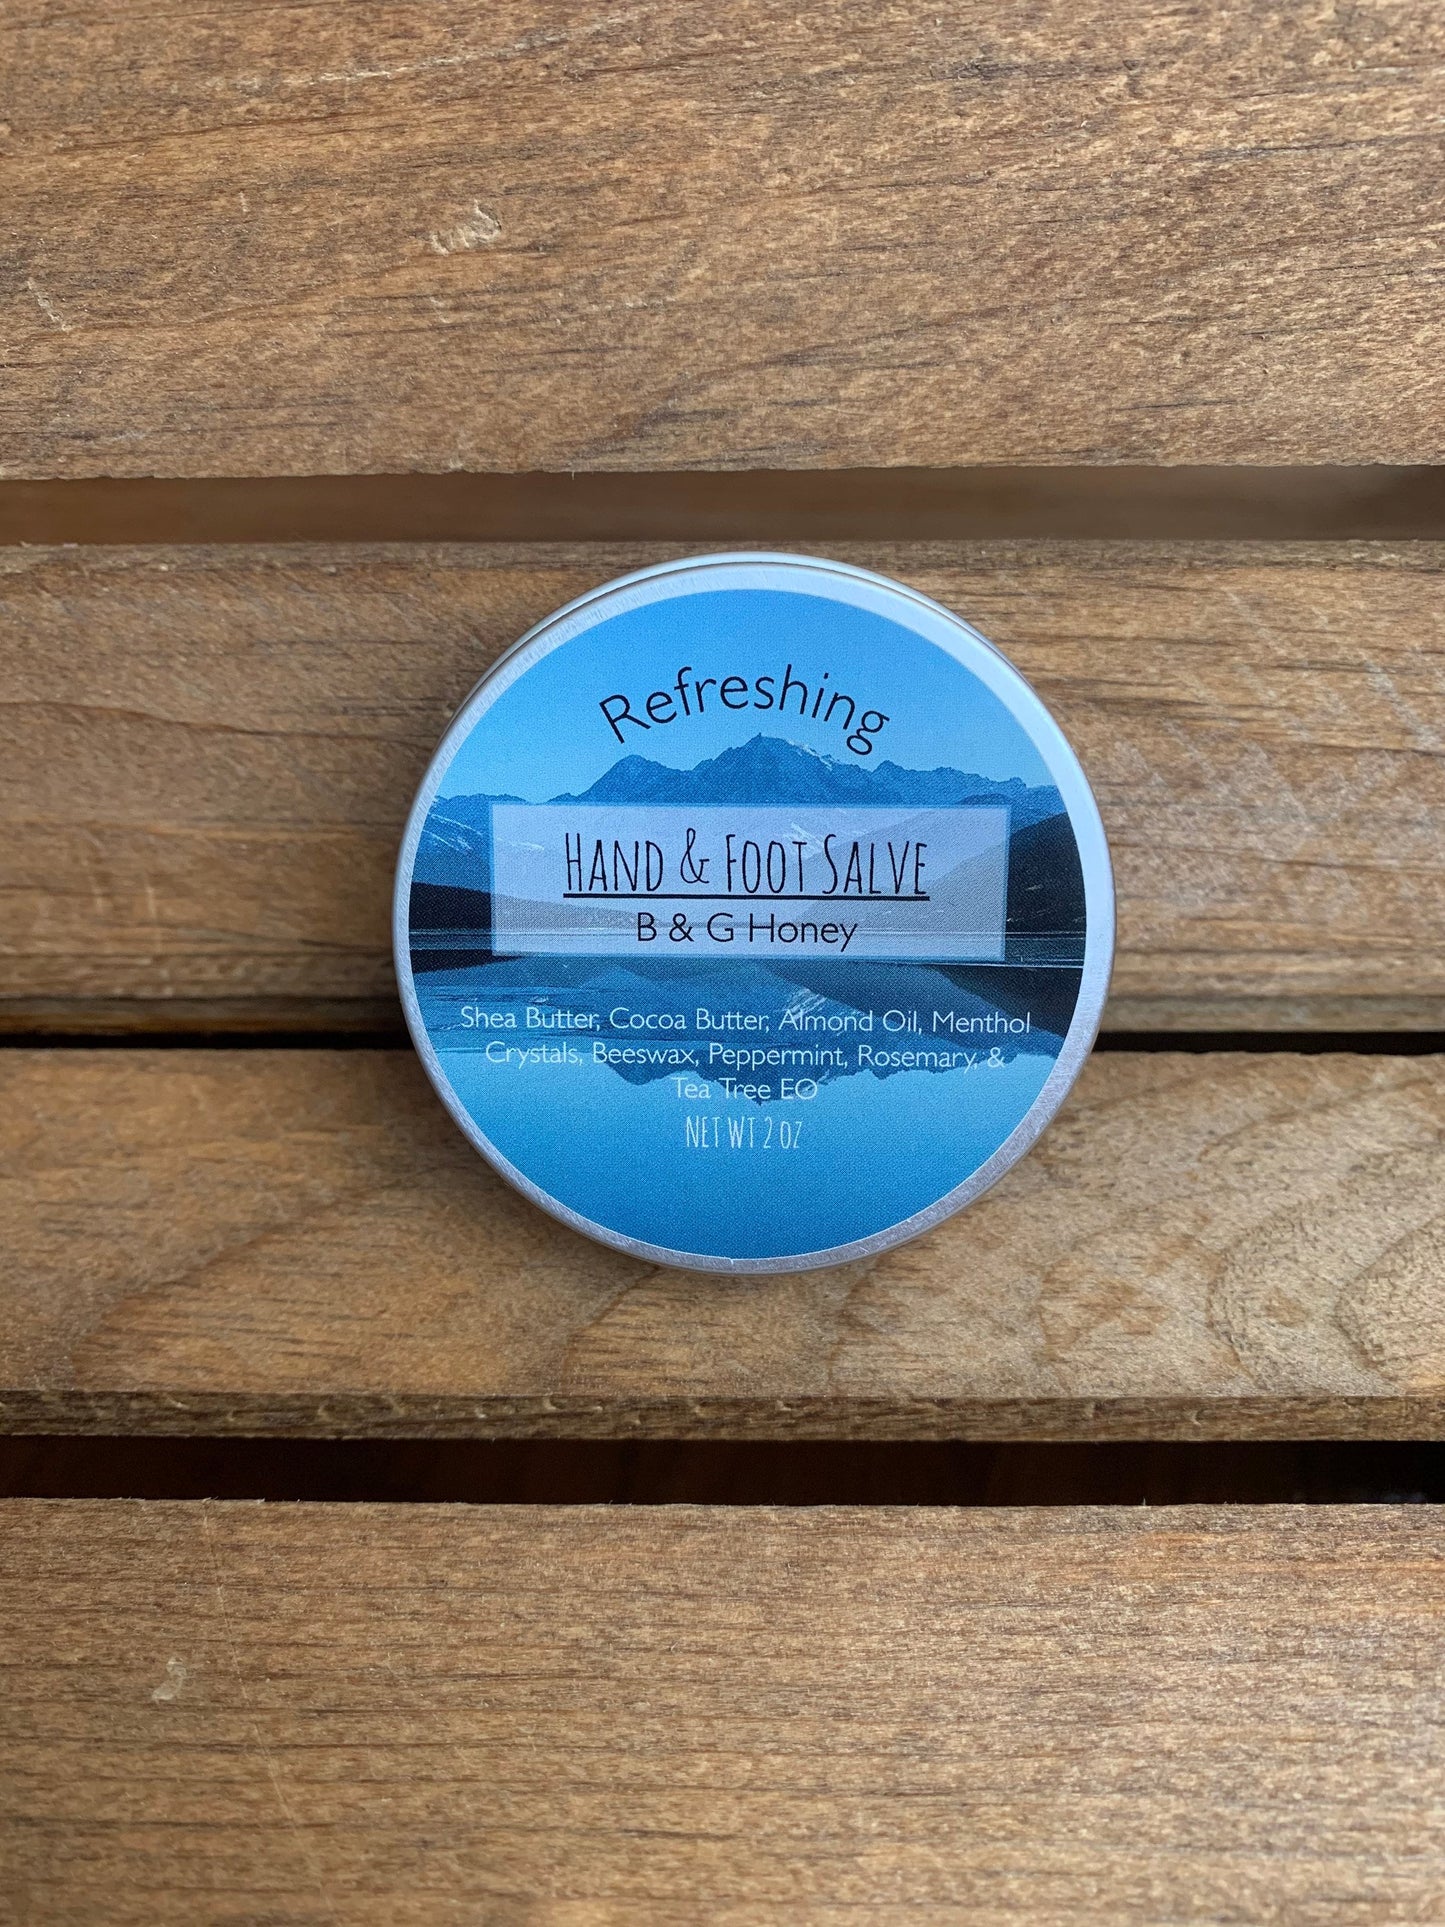 Refreshing
HAND & FOOT SALVE
B & G Honey
Shea Butter, Cocoa Butter, Almond Oil, Menthol
Crystals, Beeswax, Peppermint, Rosemary, &
Tea Tree EO
NET WT 2 OZ